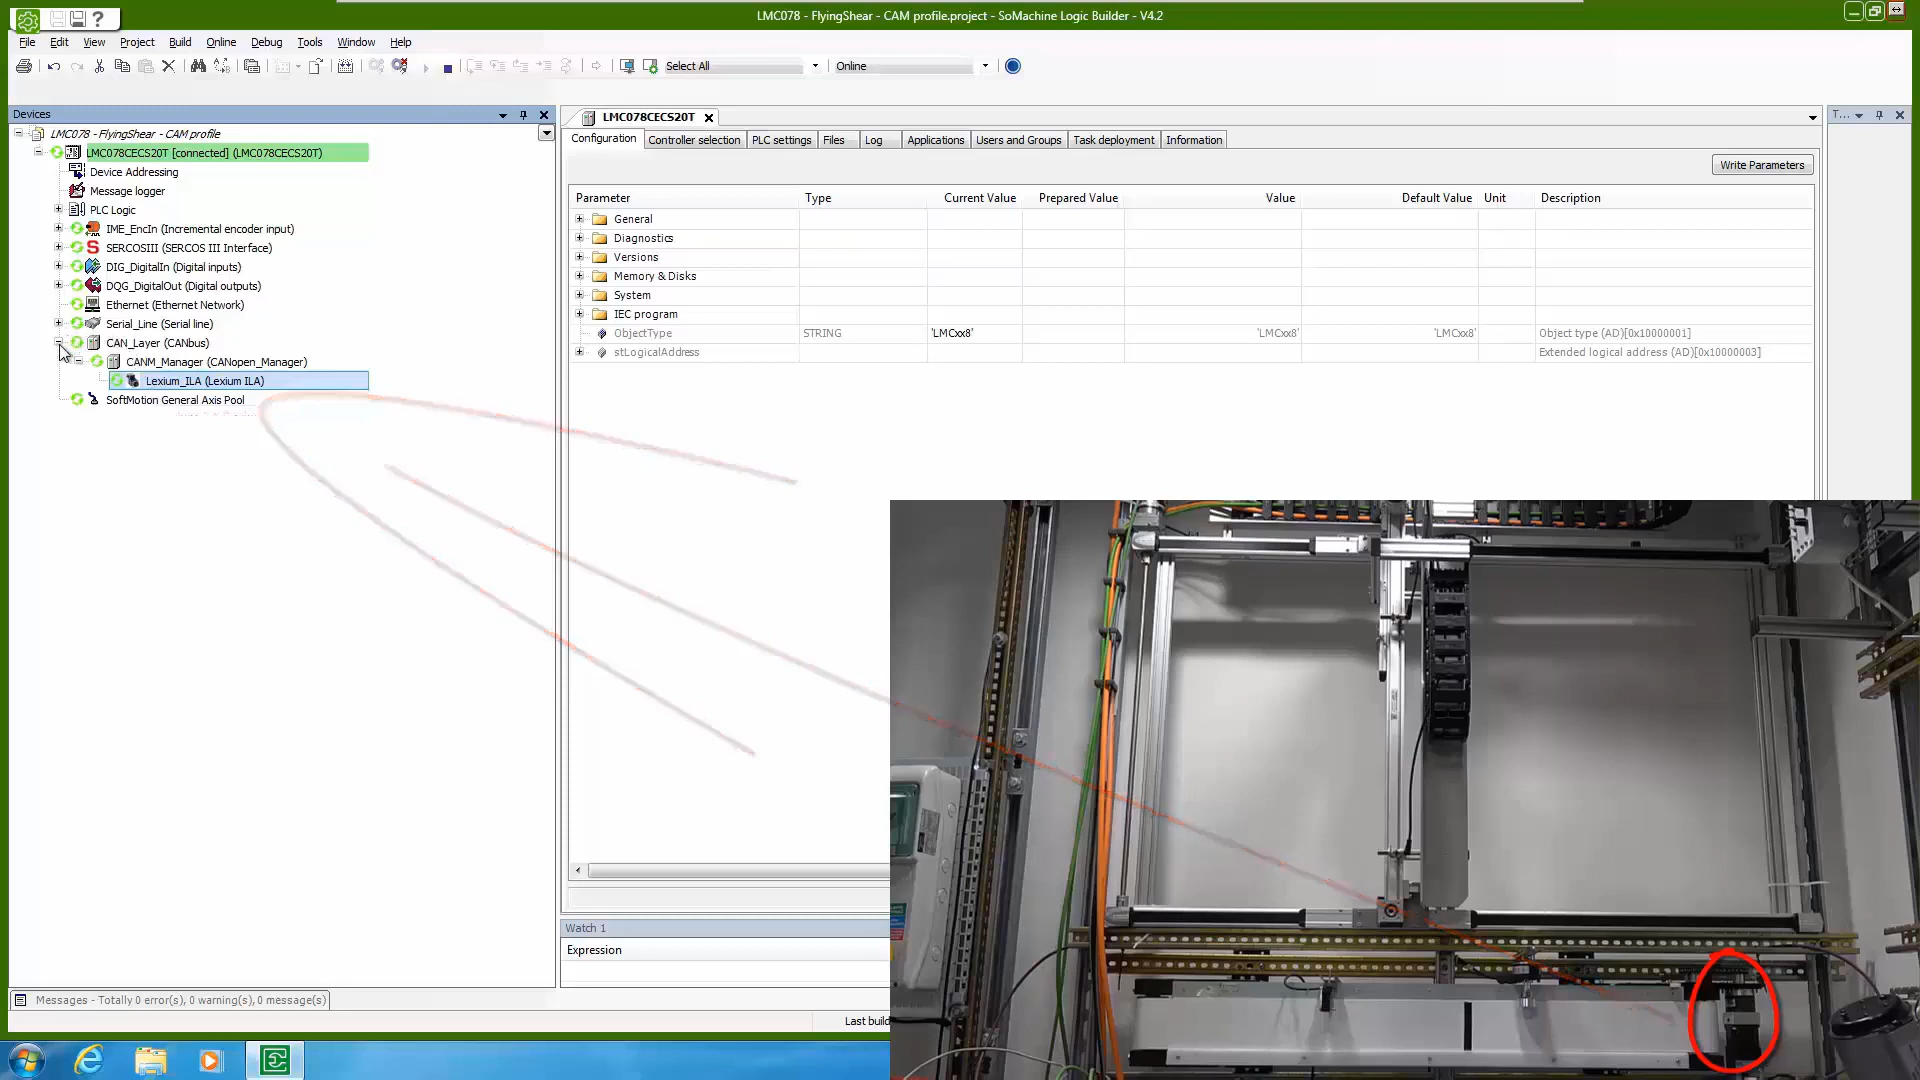 LMC078 - FlyingShear - CAM profile.project - SoMachine Logic Builder - V4.2
File Edit View Project Build Online Debug Tools Window Help
Select All
Online
Devices
LMC078 - FlyingShear - CAM profile
LMC078CECS20T [connected] (LMC078CECS20T)
Device Addressing
Message logger
PLC Logic
IME_EncIn (Incremental encoder input)
SERCOSIII (SERCOS III Interface)
DIG_DigitalIn (Digital inputs)
DQG_DigitalOut (Digital outputs)
Ethernet (Ethernet Network)
Serial_Line (Serial line)
CAN_Layer (CANbus)
CANM_Manager (CANopen_Manager)
Lexium_ILA (Lexium ILA)
SoftMotion General Axis Pool
LMC078CECS20T
T...
Configuration Controller selection PLC settings Files Log Applications Users and Groups Task deployment Information
Write Parameters
Parameter Type Current Value Prepared Value Value Default Value Unit Description
General
Diagnostics
Versions
Memory & Disks
System
IEC program
ObjectType STRING 'LMCxx8' 'LMCxx8' 'LMCxx8' Object type (AD)[0x10000001]
stLogicalAddress Extended logical address (AD)[0x10000003]
Watch 1
Expression
Messages - Totally 0 error(s), 0 warning(s), 0 message(s)
Last build